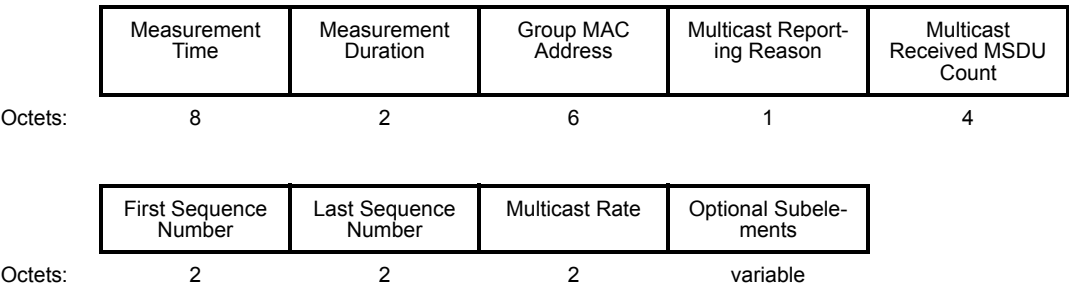 Measurement Time
Measurement Duration
Group MAC Address
Multicast Report-
ing Reason
Multicast Received MSDU Count
Octets: 8 2 6 1 4
First Sequence Number
Last Sequence Number
Multicast Rate
Optional Subele-
ments
Octets: 2 2 2 variable